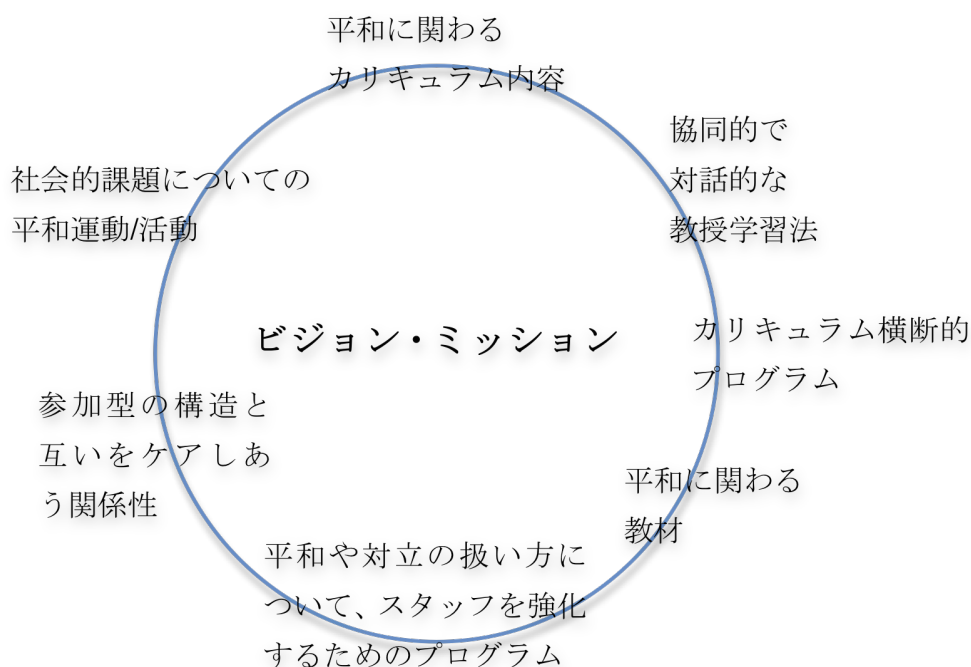 平和に関わる
カリキュラム内容
協同的で
対話的な
教授学習法
社会的課題についての
平和運動/活動
ビジョン・ミッション
カリキュラム横断的
プログラム
参加型の構造と
互いをケアしあ
う関係性
平和に関わる
教材
平和や対立の扱い方に
ついて、スタッフを強化
するためのプログラム